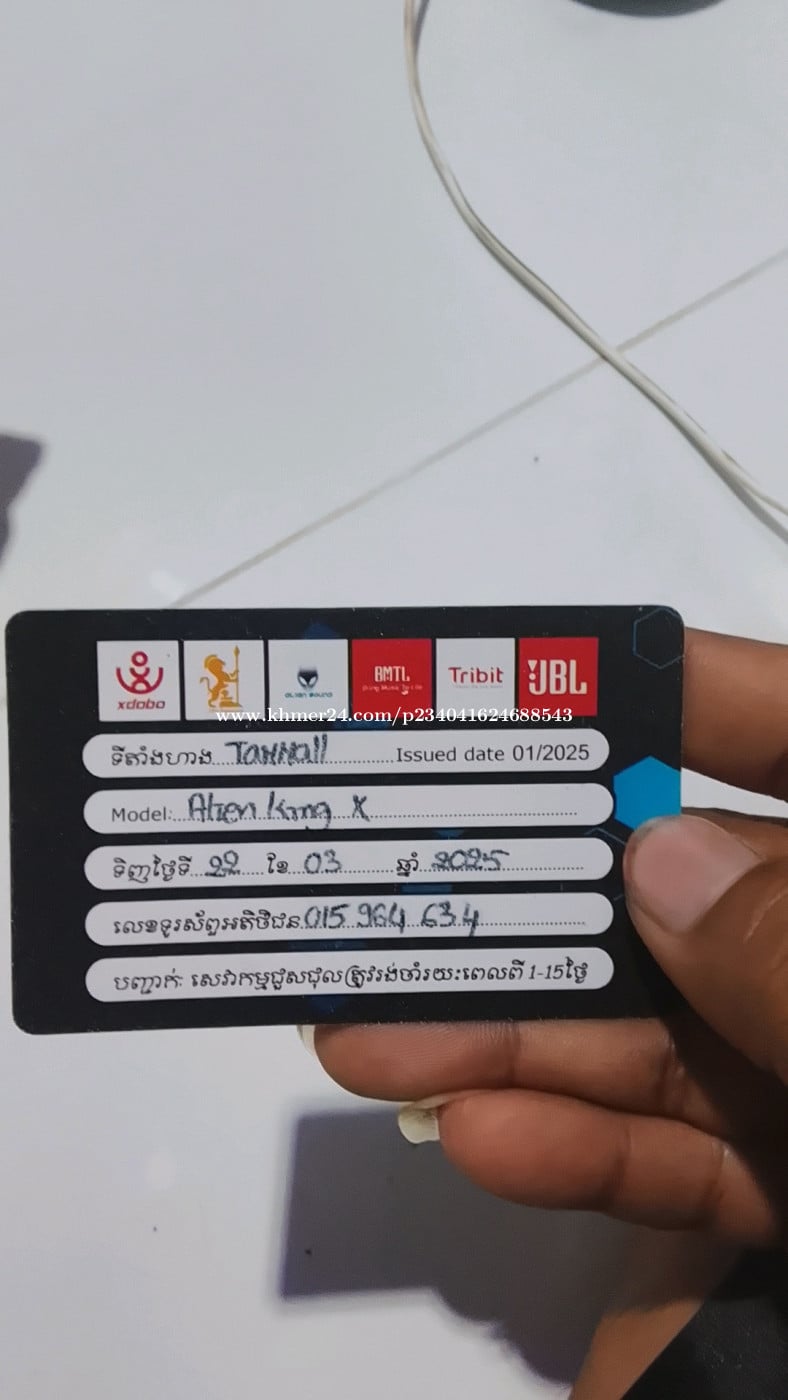 xdobo ALIEN SOUND BMTL Tribit JBL
www.khmer24.com/p234041624688543
ទីតាំងហាង Issued date 01/2025
Model: Alien King X
ទិញថ្ងៃទី 22 ខែ 03 ឆ្នាំ 2025
លេខទូរស័ព្ទអតិថិជន 015 964 634
បញ្ជាក់: សេវាកម្មជួសជុលត្រូវរង់ចាំរយ:ពេលពី 1-15ថ្ងៃ